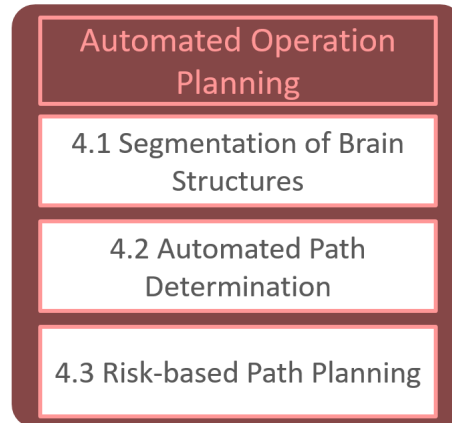 Automated Operation
Planning
4.1 Segmentation of Brain
Structures
4.2 Automated Path
Determination
4.3 Risk-based Path Planning